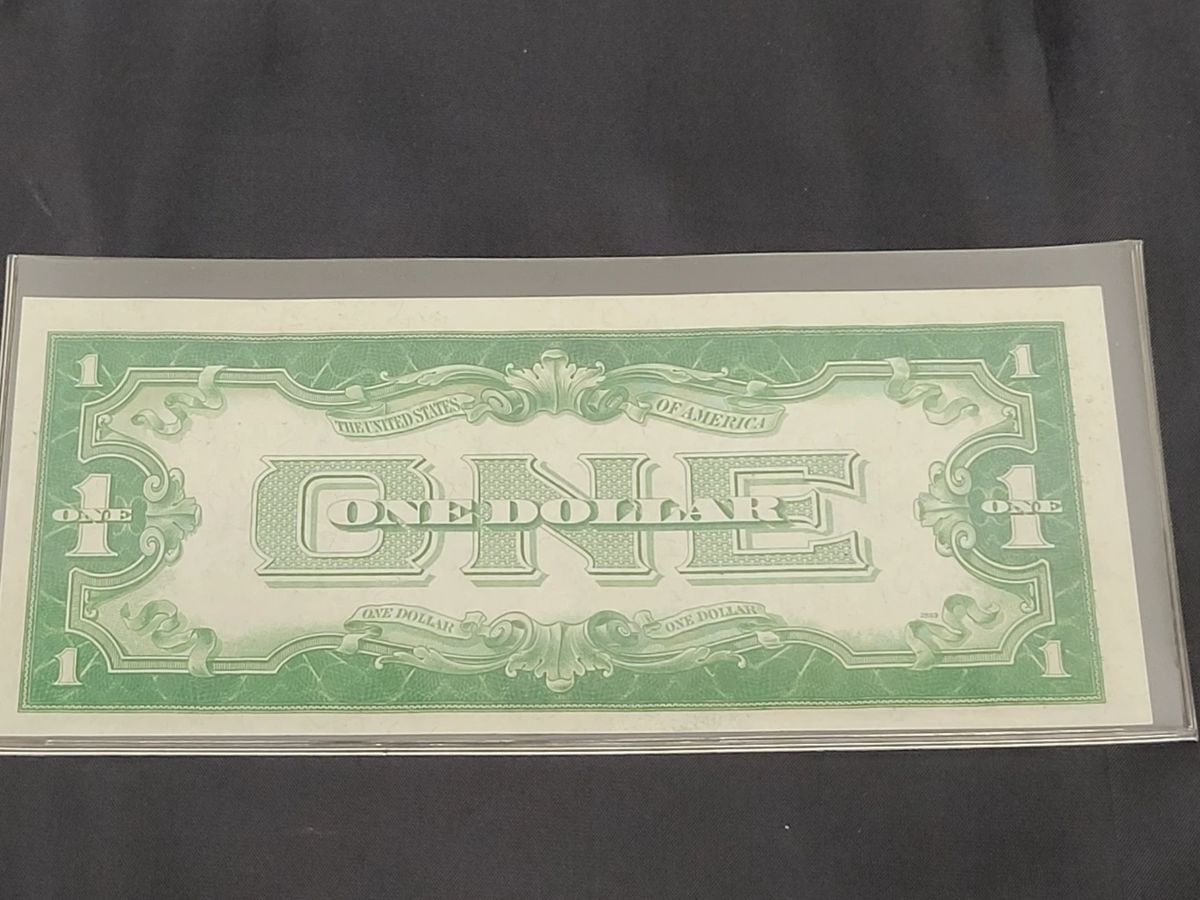 1 1
THE UNITED STATES OF AMERICA
ONE
ONE DOLLAR
1 ONE 1 ONE
ONE DOLLAR ONE DOLLAR
1 1